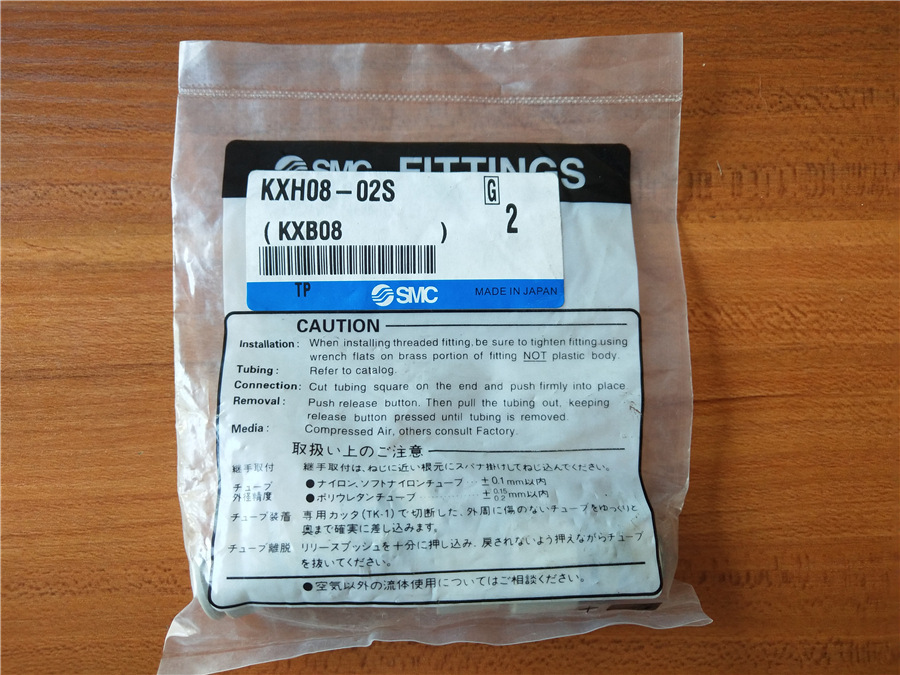 SMC FITTINGS
KXH08-02S G
(KXB08 ) 2
TP SMC MADE IN JAPAN
CAUTION
Installation: When installing threaded fitting, be sure to tighten fitting using
wrench flats on brass portion of fitting NOT plastic body.
Tubing: Refer to catalog.
Connection: Cut tubing square on the end and push firmly into place
Removal: Push release button. Then pull the tubing out, keeping
release button pressed until tubing is removed.
Media: Compressed Air, others consult Factory.
取扱い上のご注意
継手取付 継手取付は、ねじに近い根元にスパナ掛けしてねじ込んでください。
チューブ ●ナイロン、ソフトナイロンチューブ…±0.1mm以内
外径精度 ●ポリウレタンチューブ ± 0.15 0.2 mm以内
チューブ装着 専用カッタ(TK-1)で切断した、外周に傷のないチューブをゆっくりと
奥まで確実に差し込みます。
チューブ離脱 リリースブッシュを十分に押し込み、戻されないよう押えながらチューブ
を抜いてください。
●空気以外の流体使用についてはご相談ください。